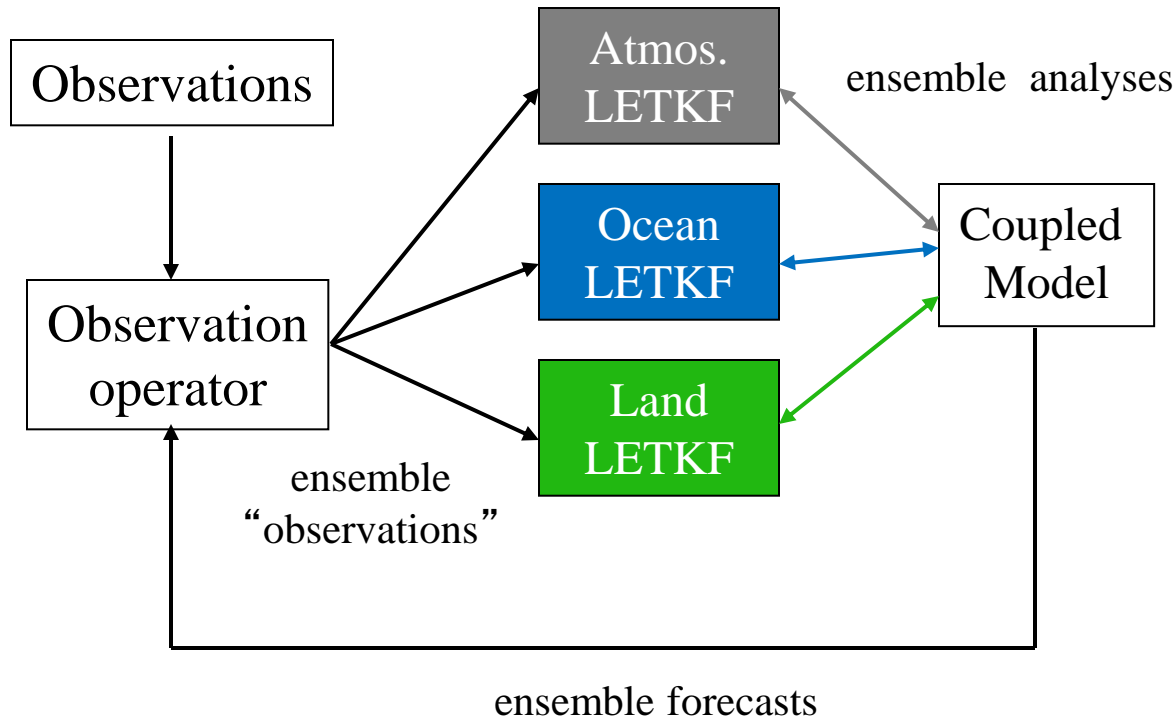 Observations
Observation
operator
ensemble
“observations”
Atmos.
LETKF
Ocean
LETKF
Land
LETKF
ensemble analyses
Coupled
Model
ensemble forecasts